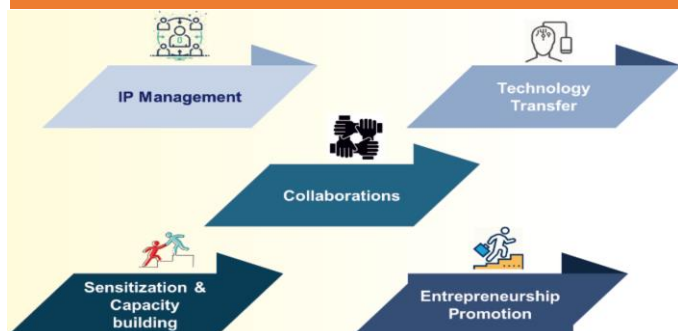 IP Management
Technology
Transfer
Collaborations
Sensitization &
Capacity
building
Entrepreneurship
Promotion